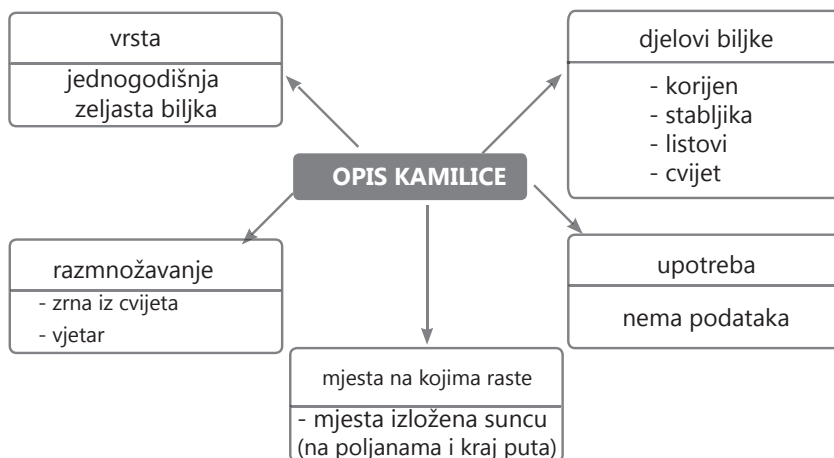 vrsta
jednogodišnja
zeljasta biljka
djelovi biljke
- korijen
- stabljika
- listovi
- cvijet
OPIS KAMILICE
razmnožavanje
- zrna iz cvijeta
- vjetar
upotreba
nema podataka
mjesta na kojima raste
- mjesta izložena suncu
(na poljanama i kraj puta)